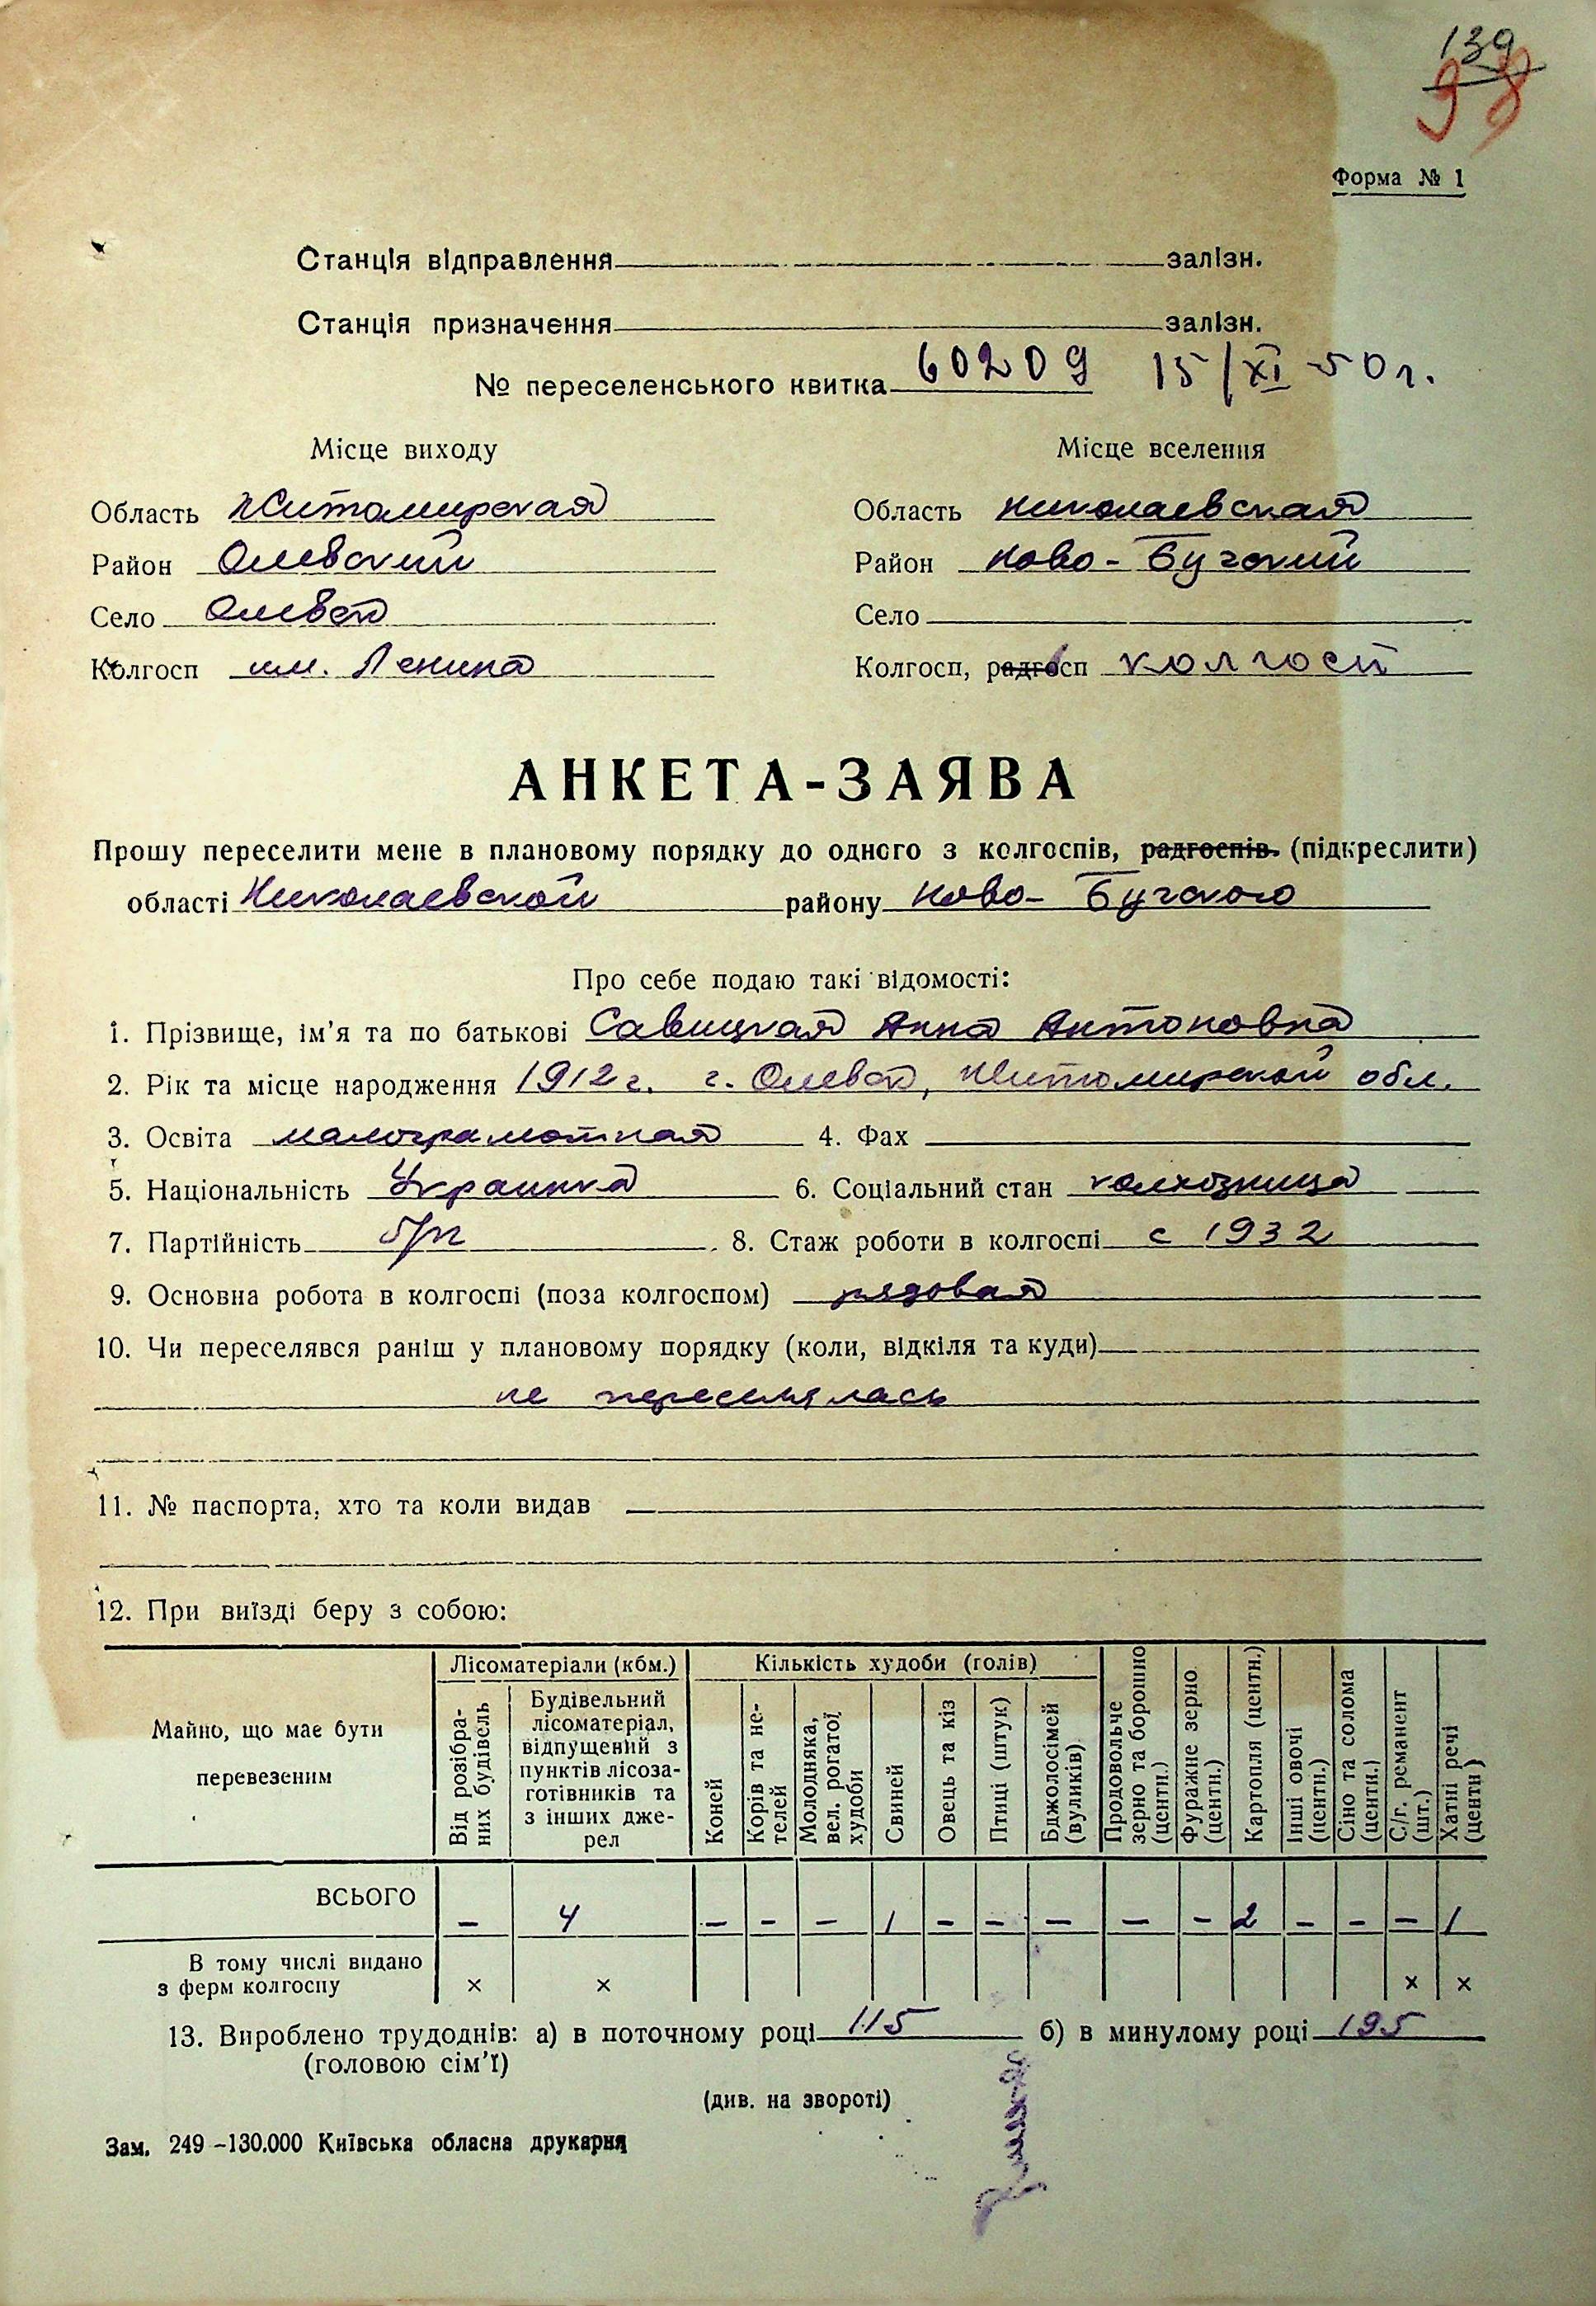 139
98
Форма № 1
Станція відправлення залізн.
Станція призначення залізн.
№ переселенського квитка 60209 15/XI-50 г.
Місце виходу Місце вселення
Область Житомирская Область Николаевская
Район Олевский Район Ново-Бугский
Село Олевск Село
Колгосп им. Ленина Колгосп, радгосп колгосп
АНКЕТА-ЗАЯВА
Прошу переселити мене в плановому порядку до одного з колгоспів, радгоспів. (підкреслити)
області Николаевской району Ново-Бугского
Про себе подаю такі відомості:
1. Прізвище, ім'я та по батькові Савицкая Анна Антоновна
2. Рік та місце народження 1912 г. г. Олевск, Житомирской обл.
3. Освіта малограмотная 4. Фах
5. Національність Украинка 6. Соціальний стан колхозница
7. Партійність б/п 8. Стаж роботи в колгоспі с 1932
9. Основна робота в колгоспі (поза колгоспом) рядовая
10. Чи переселявся раніш у плановому порядку (коли, відкіля та куди)
не переселялась
11. № паспорта, хто та коли видав
12. При виїзді беру з собою:
Майно, що має бути перевезеним
Лісоматеріали (кбм.)
Від розібраних будівель
Будівельний лісоматеріал, відпущений з пунктів лісозаготівників та з інших джерел
Кількість худоби (голів)
Коней
Корів та нетелей
Молодняка, вел. рогатої худоби
Свиней
Овець та кіз
Птиці (штук)
Бджолосімей (вуликів)
Продовольче зерно та борошно (центн.)
Фуражне зерно (центн.)
Картопля (центн.)
Інші овочі (центн.)
Сіно та солома (центн.)
С/г. реманент (шт.)
Хатні речі (центн)
ВСЬОГО – 4 – – – 1 – – – – – 2 – – – 1
В тому числі видано з ферм колгоспу × × × ×
13. Вироблено трудоднів: а) в поточному році 115 б) в минулому році 195
(головою сім'ї)
(див. на звороті)
Зам. 249-130.000 Київська обласна друкарня